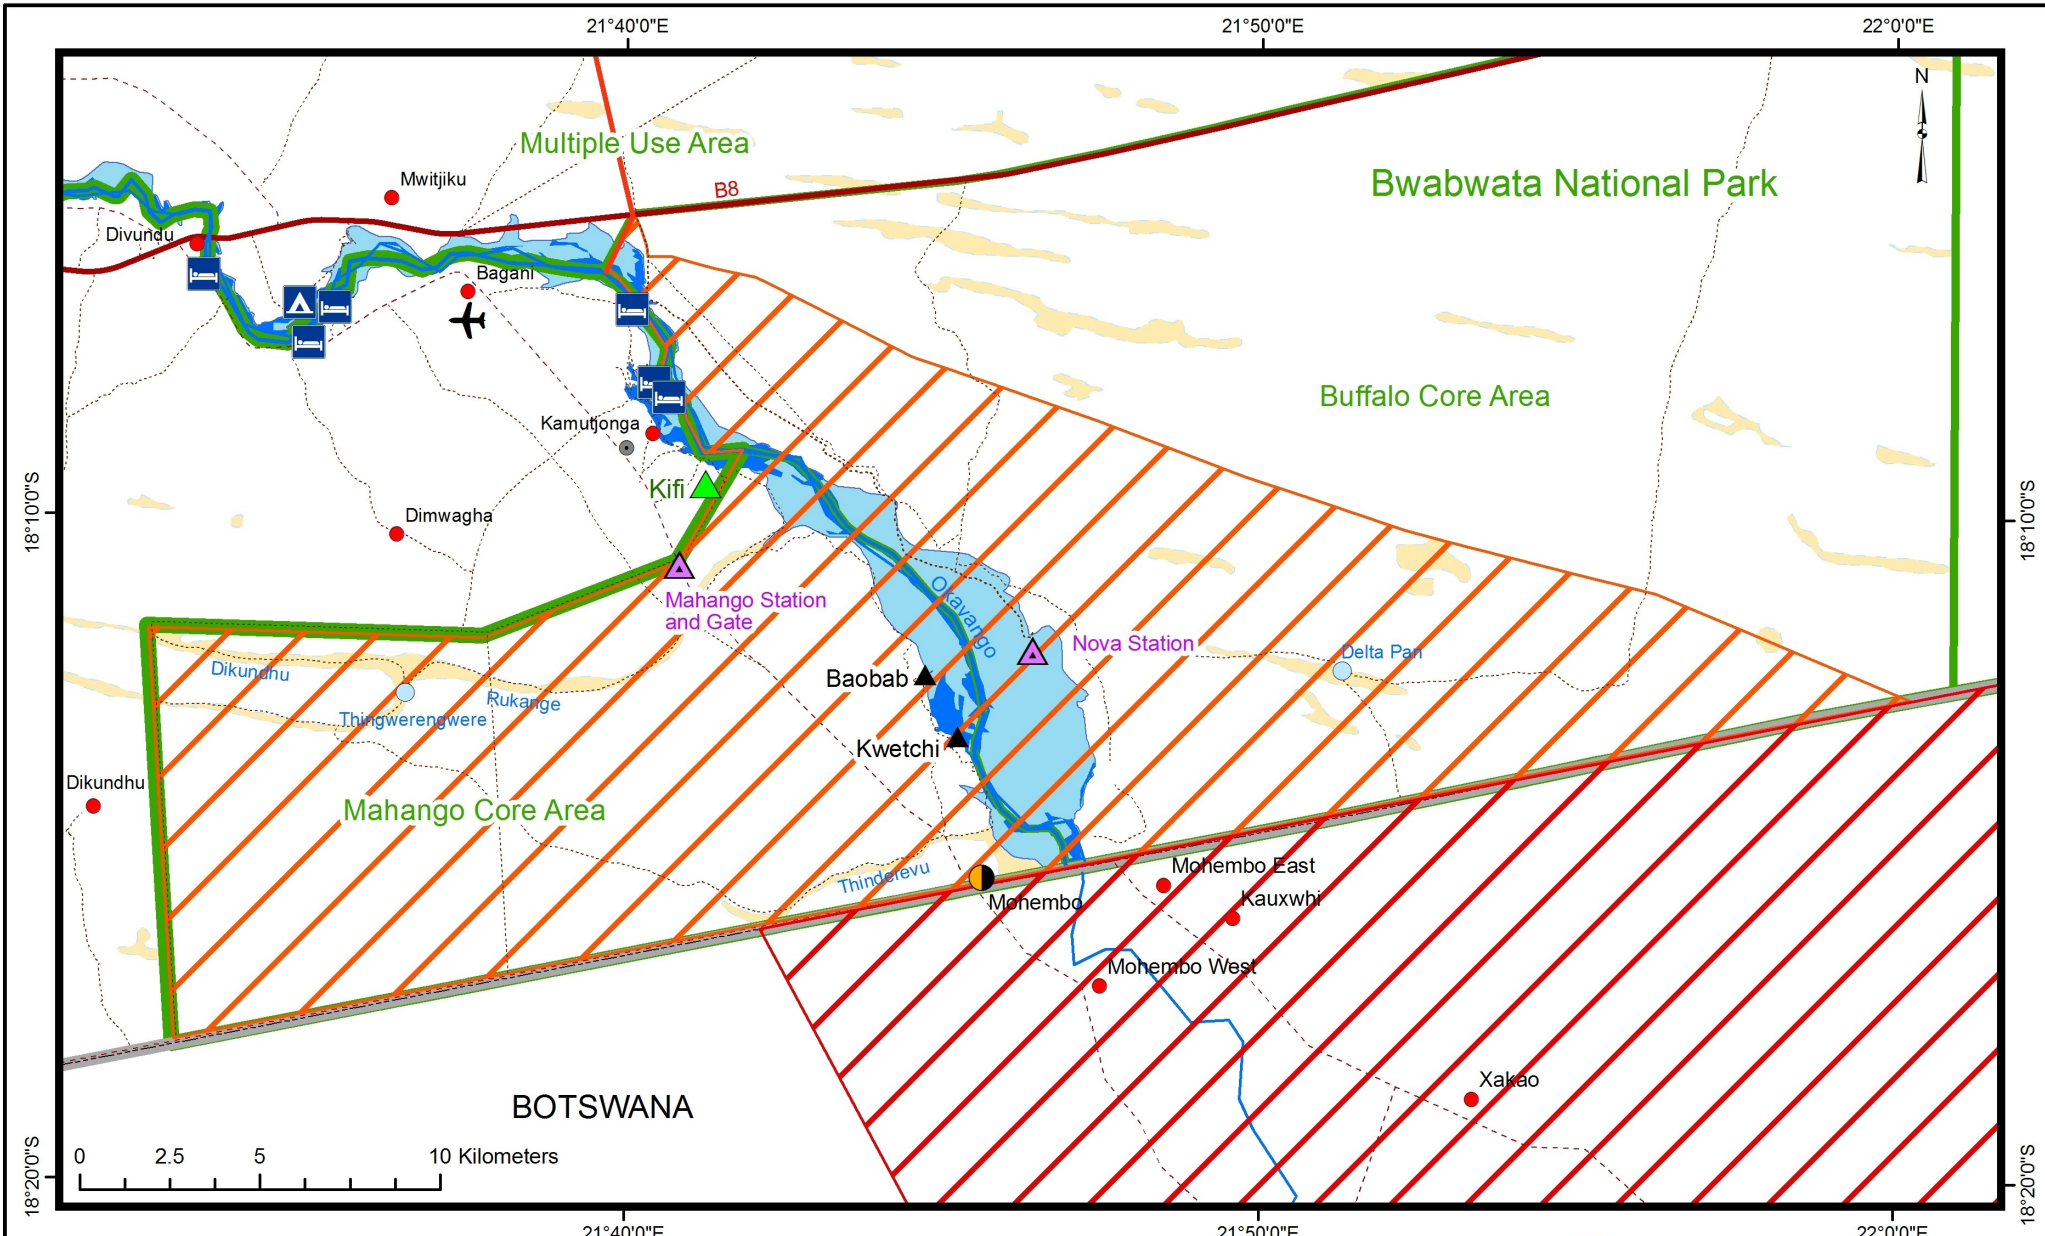 21°40'0"E
21°50'0"E
22°0'0"E
N
Multiple Use Area
Bwabwata National Park
B8
Mwitjiku
Divundu
Bagani
Buffalo Core Area
Kamutjonga
Kifi
18°10'0"S
18°10'0"S
Dimwagha
Okavango
Mahango Station
and Gate
Nova Station
Delta Pan
Dikundhu
Rukange
Baobab
Thingwerengwere
Kwetchi
Dikundhu
Mahango Core Area
Thinderevu
Mohembo East
Mohembo
Kauxwhi
Mohembo West
Xakao
BOTSWANA
0 2.5 5 10 Kilometers
18°20'0"S
18°20'0"S
21°40'0"E
21°50'0"E
22°0'0"E